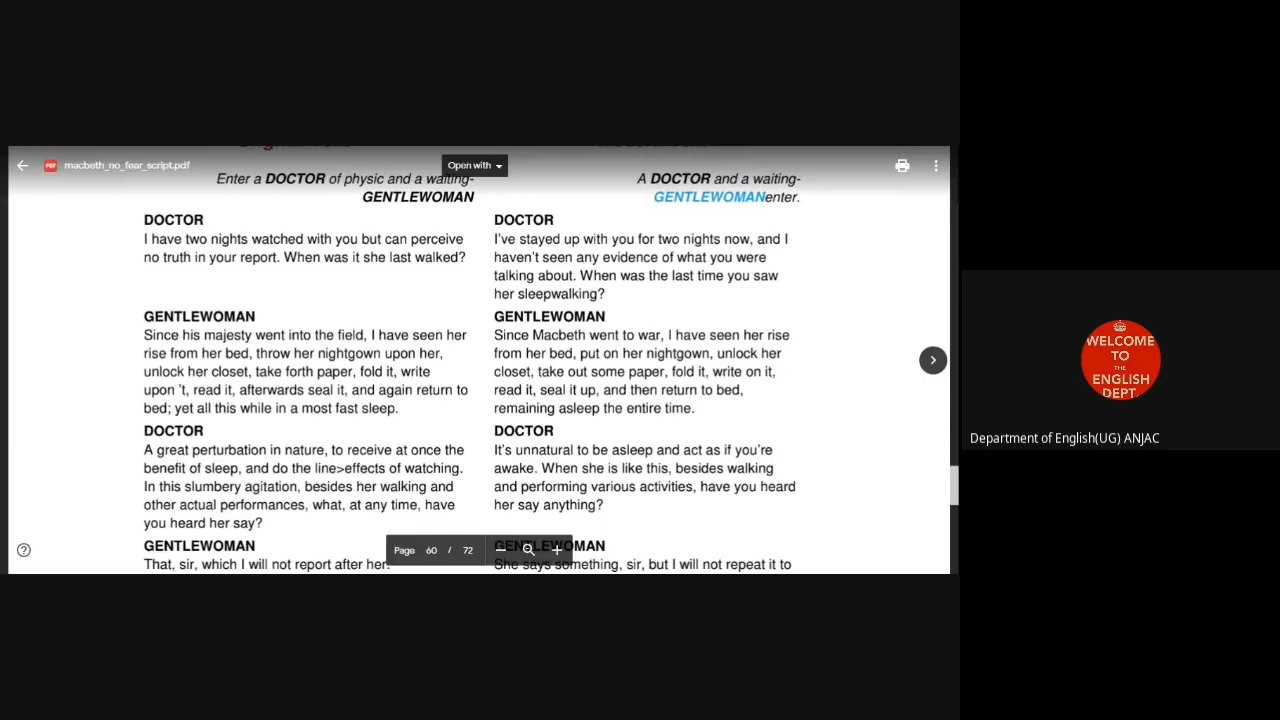 macbeth_no_fear_script.pdf
Open with
Enter a DOCTOR of physic and a waiting-
GENTLEWOMAN
DOCTOR
I have two nights watched with you but can perceive
no truth in your report. When was it she last walked?
GENTLEWOMAN
Since his majesty went into the field, I have seen her
rise from her bed, throw her nightgown upon her,
unlock her closet, take forth paper, fold it, write
upon 't, read it, afterwards seal it, and again return to
bed; yet all this while in a most fast sleep.
DOCTOR
A great perturbation in nature, to receive at once the
benefit of sleep, and do the line>effects of watching.
In this slumbery agitation, besides her walking and
other actual performances, what, at any time, have
you heard her say?
GENTLEWOMAN
That, sir, which I will not report after her.
A DOCTOR and a waiting-
GENTLEWOMANenter.
DOCTOR
I've stayed up with you for two nights now, and I
haven't seen any evidence of what you were
talking about. When was the last time you saw
her sleepwalking?
GENTLEWOMAN
Since Macbeth went to war, I have seen her rise
from her bed, put on her nightgown, unlock her
closet, take out some paper, fold it, write on it,
read it, seal it up, and then return to bed,
remaining asleep the entire time.
DOCTOR
It's unnatural to be asleep and act as if you're
awake. When she is like this, besides walking
and performing various activities, have you heard
her say anything?
GENTLEWOMAN
She says something, sir, but I will not repeat it to
Page 60 / 72
WELCOME
TO
THE
ENGLISH
DEPT.
Department of English(UG) ANJAC